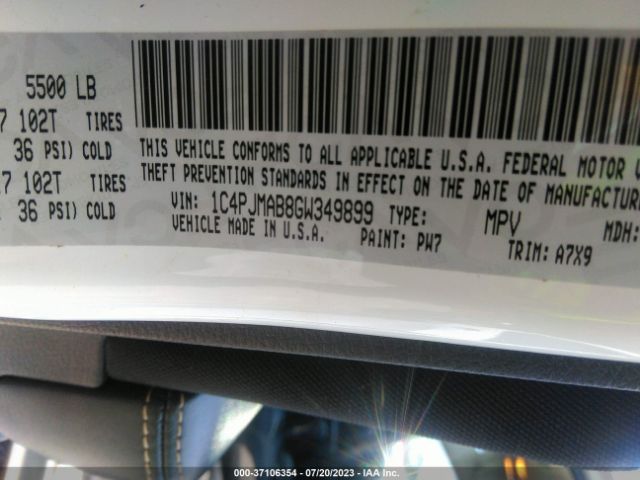 5500 LB
7 102T TIRES
36 PSI) COLD
7 102T TIRES
36 PSI) COLD
THIS VEHICLE CONFORMS TO ALL APPLICABLE U.S.A. FEDERAL MOTOR
THEFT PREVENTION STANDARDS IN EFFECT ON THE DATE OF MANUFACTURE
VIN: 1C4PJMAB8GW349899 TYPE: MPV MDH:
VEHICLE MADE IN U.S.A. PAINT: PW7 TRIM: A7X9
000-37106354 - 07/20/2023 - IAA Inc.